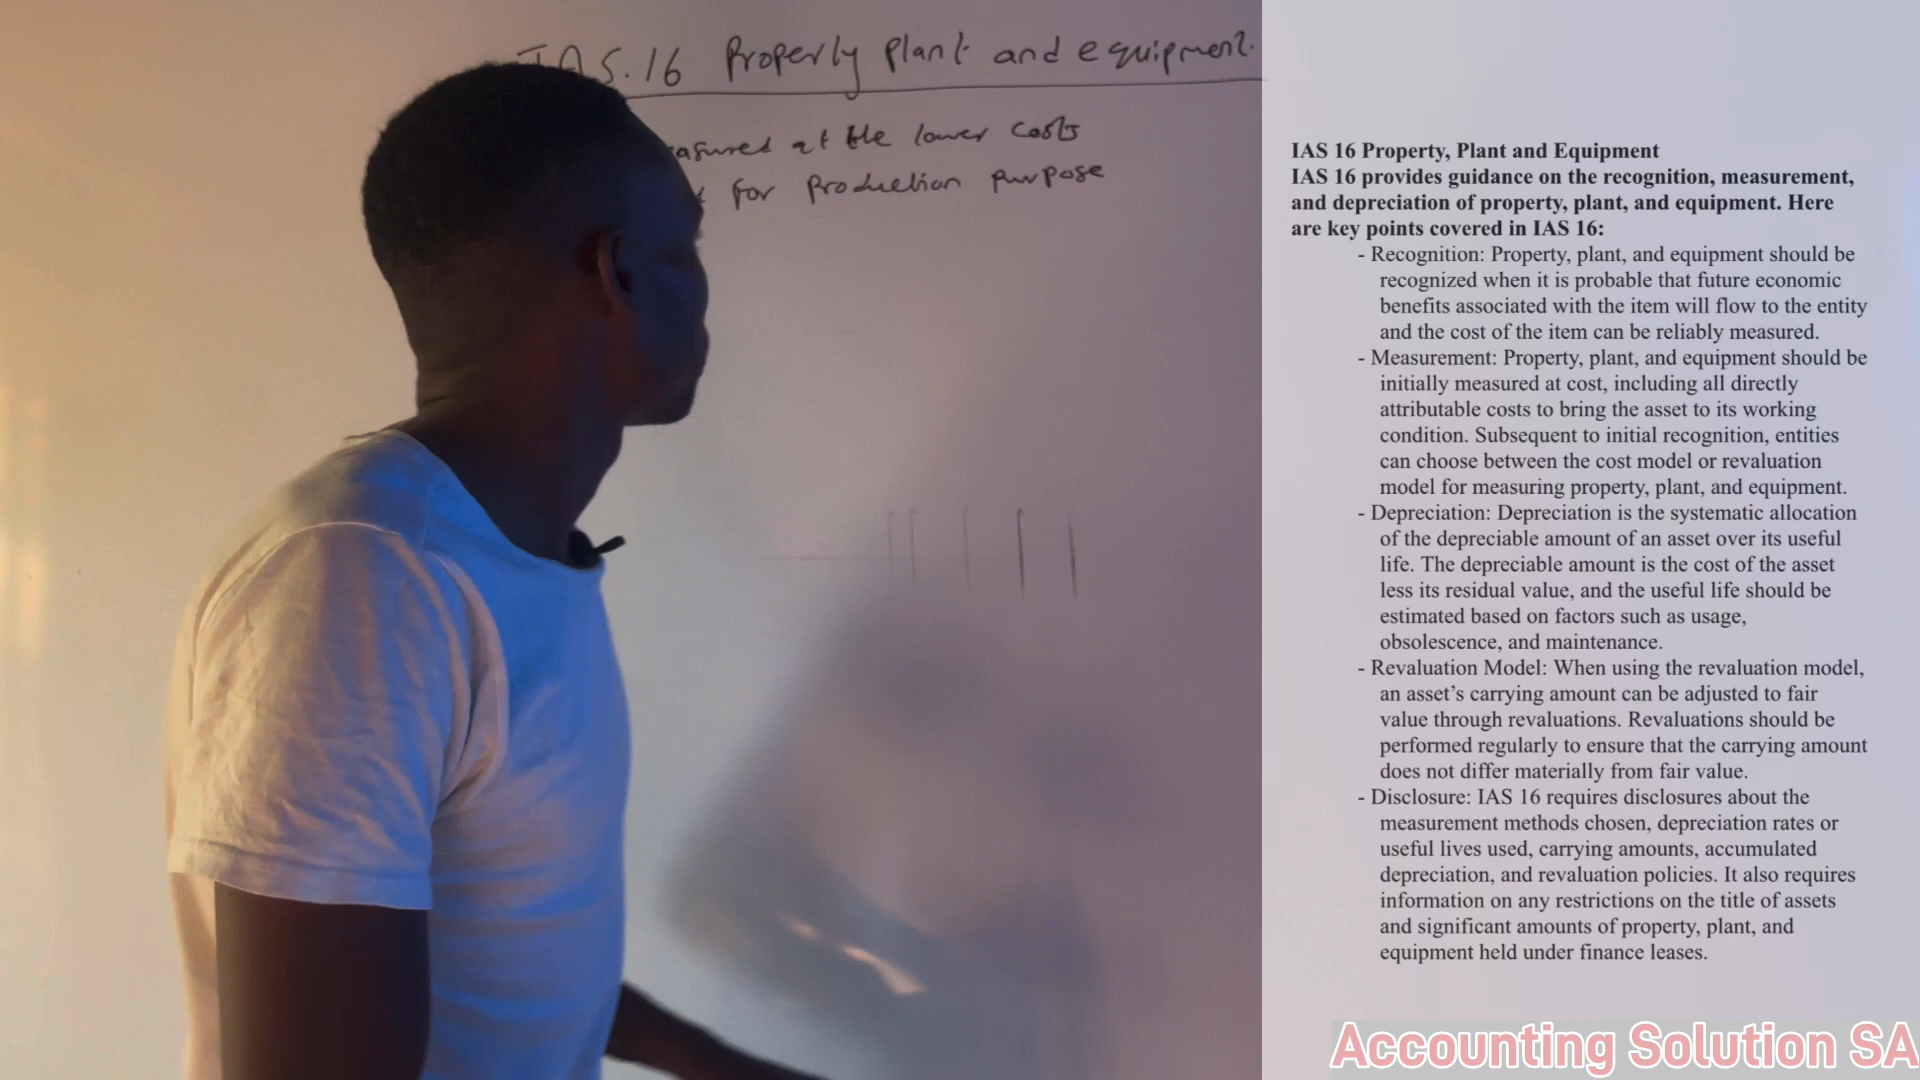 IAS.16 Property plant and equipment.
measured at the lower costs
for Production purpose
IAS 16 Property, Plant and Equipment
IAS 16 provides guidance on the recognition, measurement,
and depreciation of property, plant, and equipment. Here
are key points covered in IAS 16:
- Recognition: Property, plant, and equipment should be
recognized when it is probable that future economic
benefits associated with the item will flow to the entity
and the cost of the item can be reliably measured.
- Measurement: Property, plant, and equipment should be
initially measured at cost, including all directly
attributable costs to bring the asset to its working
condition. Subsequent to initial recognition, entities
can choose between the cost model or revaluation
model for measuring property, plant, and equipment.
- Depreciation: Depreciation is the systematic allocation
of the depreciable amount of an asset over its useful
life. The depreciable amount is the cost of the asset
less its residual value, and the useful life should be
estimated based on factors such as usage,
obsolescence, and maintenance.
- Revaluation Model: When using the revaluation model,
an asset’s carrying amount can be adjusted to fair
value through revaluations. Revaluations should be
performed regularly to ensure that the carrying amount
does not differ materially from fair value.
- Disclosure: IAS 16 requires disclosures about the
measurement methods chosen, depreciation rates or
useful lives used, carrying amounts, accumulated
depreciation, and revaluation policies. It also requires
information on any restrictions on the title of assets
and significant amounts of property, plant, and
equipment held under finance leases.
Accounting Solution SA